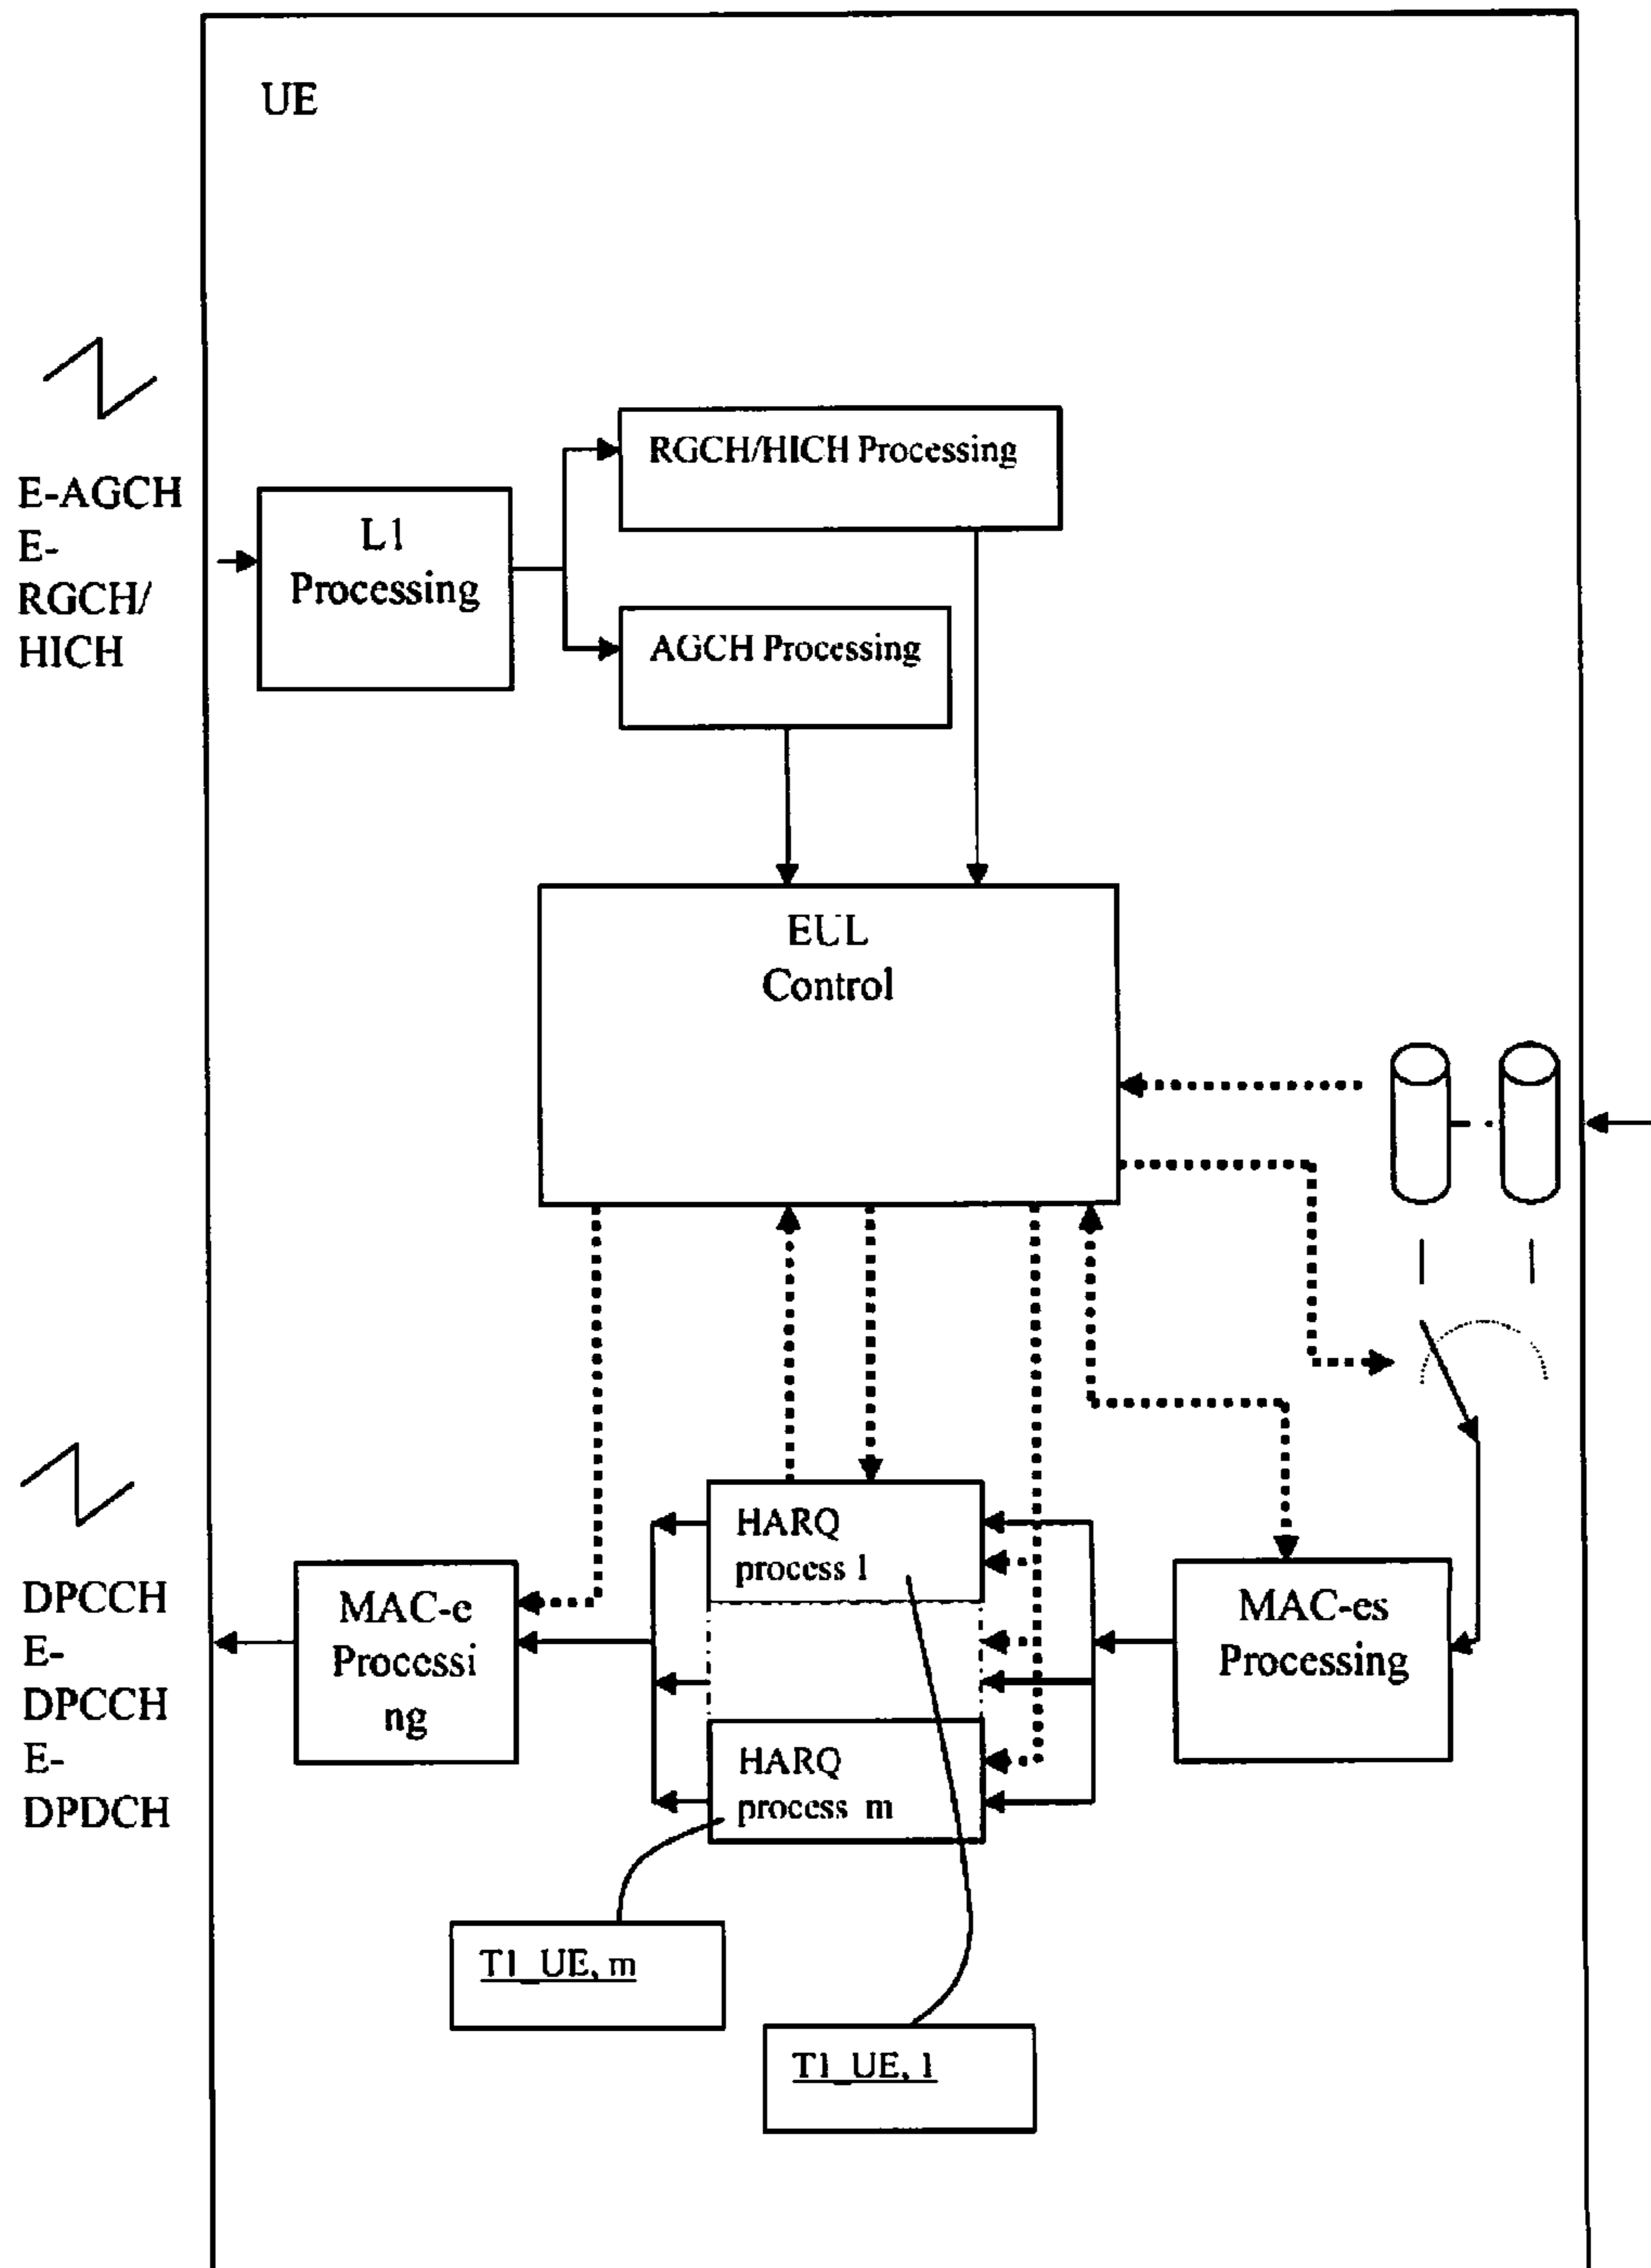 UE
E-AGCH
E-
RGCH/
HICH
L1
Processing
RGCH/HICH Processing
AGCH Processing
EUL
Control
DPCCH
E-
DPCCH
E-
DPDCH
MAC-e
Processi
ng
HARQ
process 1
HARQ
process m
MAC-es
Processing
T1_UE, m
T1_UE, 1